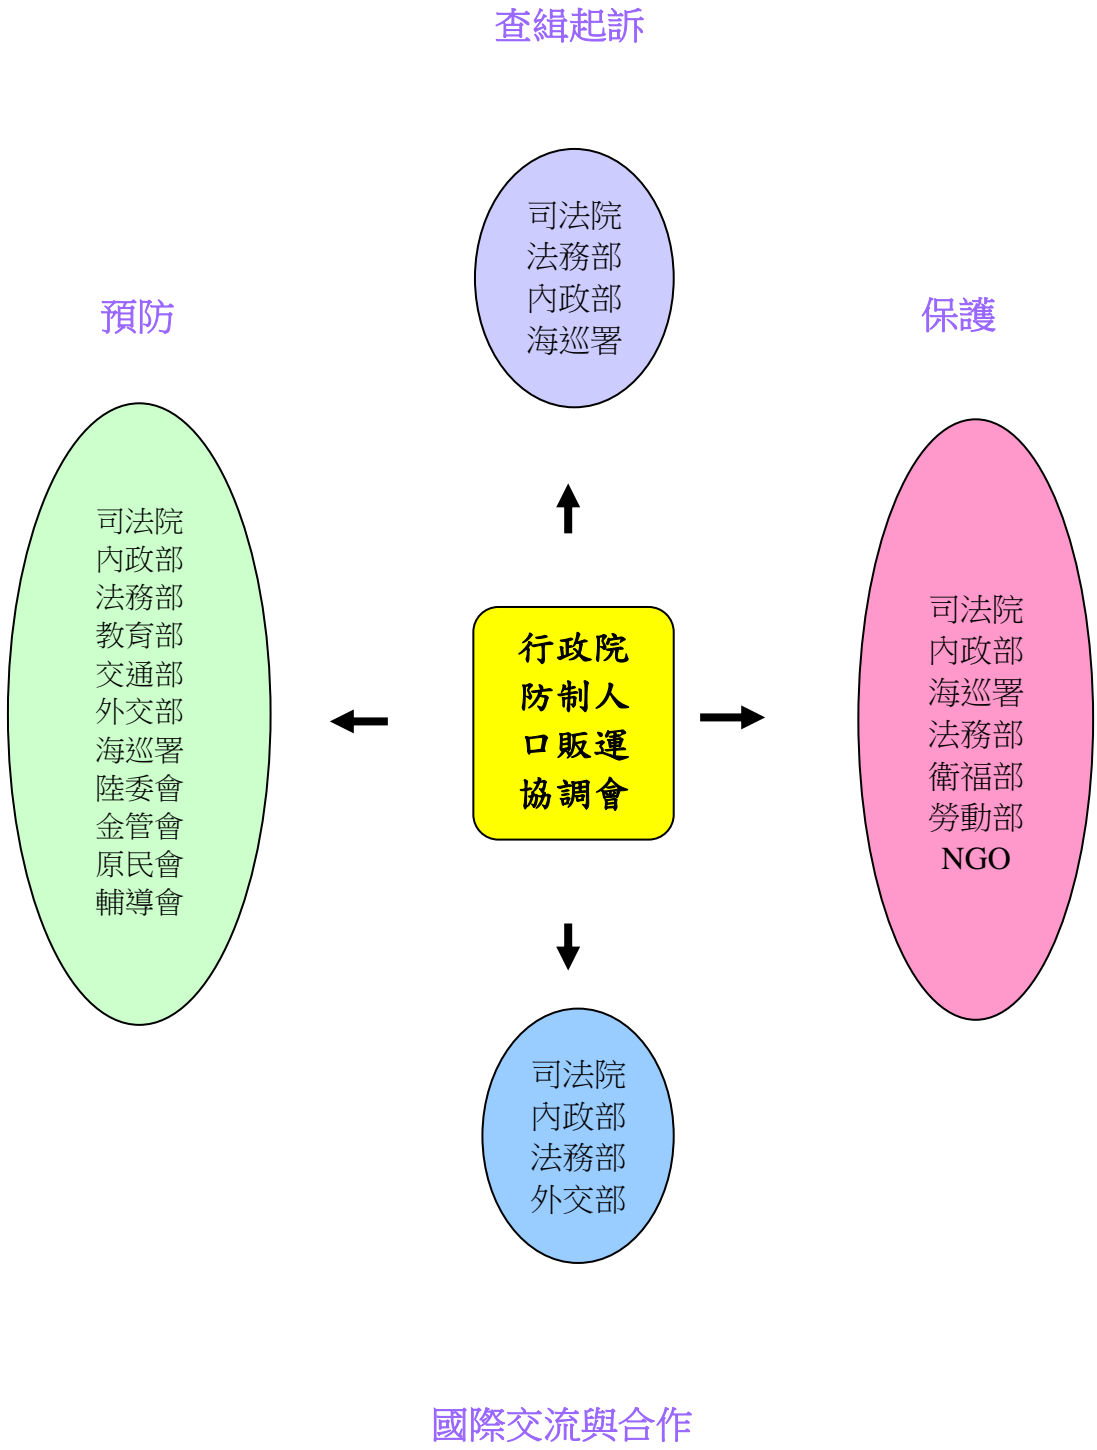 查緝起訴
司法院
法務部
內政部
海巡署
預防
司法院
內政部
法務部
教育部
交通部
外交部
海巡署
陸委會
金管會
原民會
輔導會
行政院
防制人
口販運
協調會
保護
司法院
內政部
海巡署
法務部
衛福部
勞動部
NGO
司法院
內政部
法務部
外交部
國際交流與合作